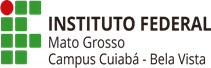 INSTITUTO FEDERAL
Mato Grosso
Campus Cuiabá - Bela Vista